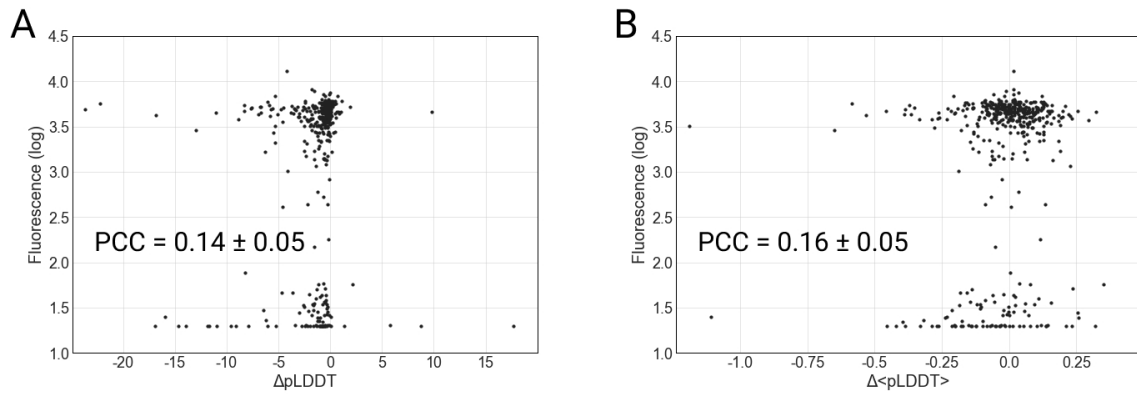 A
4.5
4.0
3.5
3.0
2.5
2.0
1.5
1.0
Fluorescence (log)
PCC = 0.14 ± 0.05
-20 -15 -10 -5 0 5 10 15
ΔpLDDT
B
4.5
4.0
3.5
3.0
2.5
2.0
1.5
1.0
Fluorescence (log)
PCC = 0.16 ± 0.05
-1.0 -0.75 -0.5 -0.25 0.0 0.25
Δ<pLDDT>